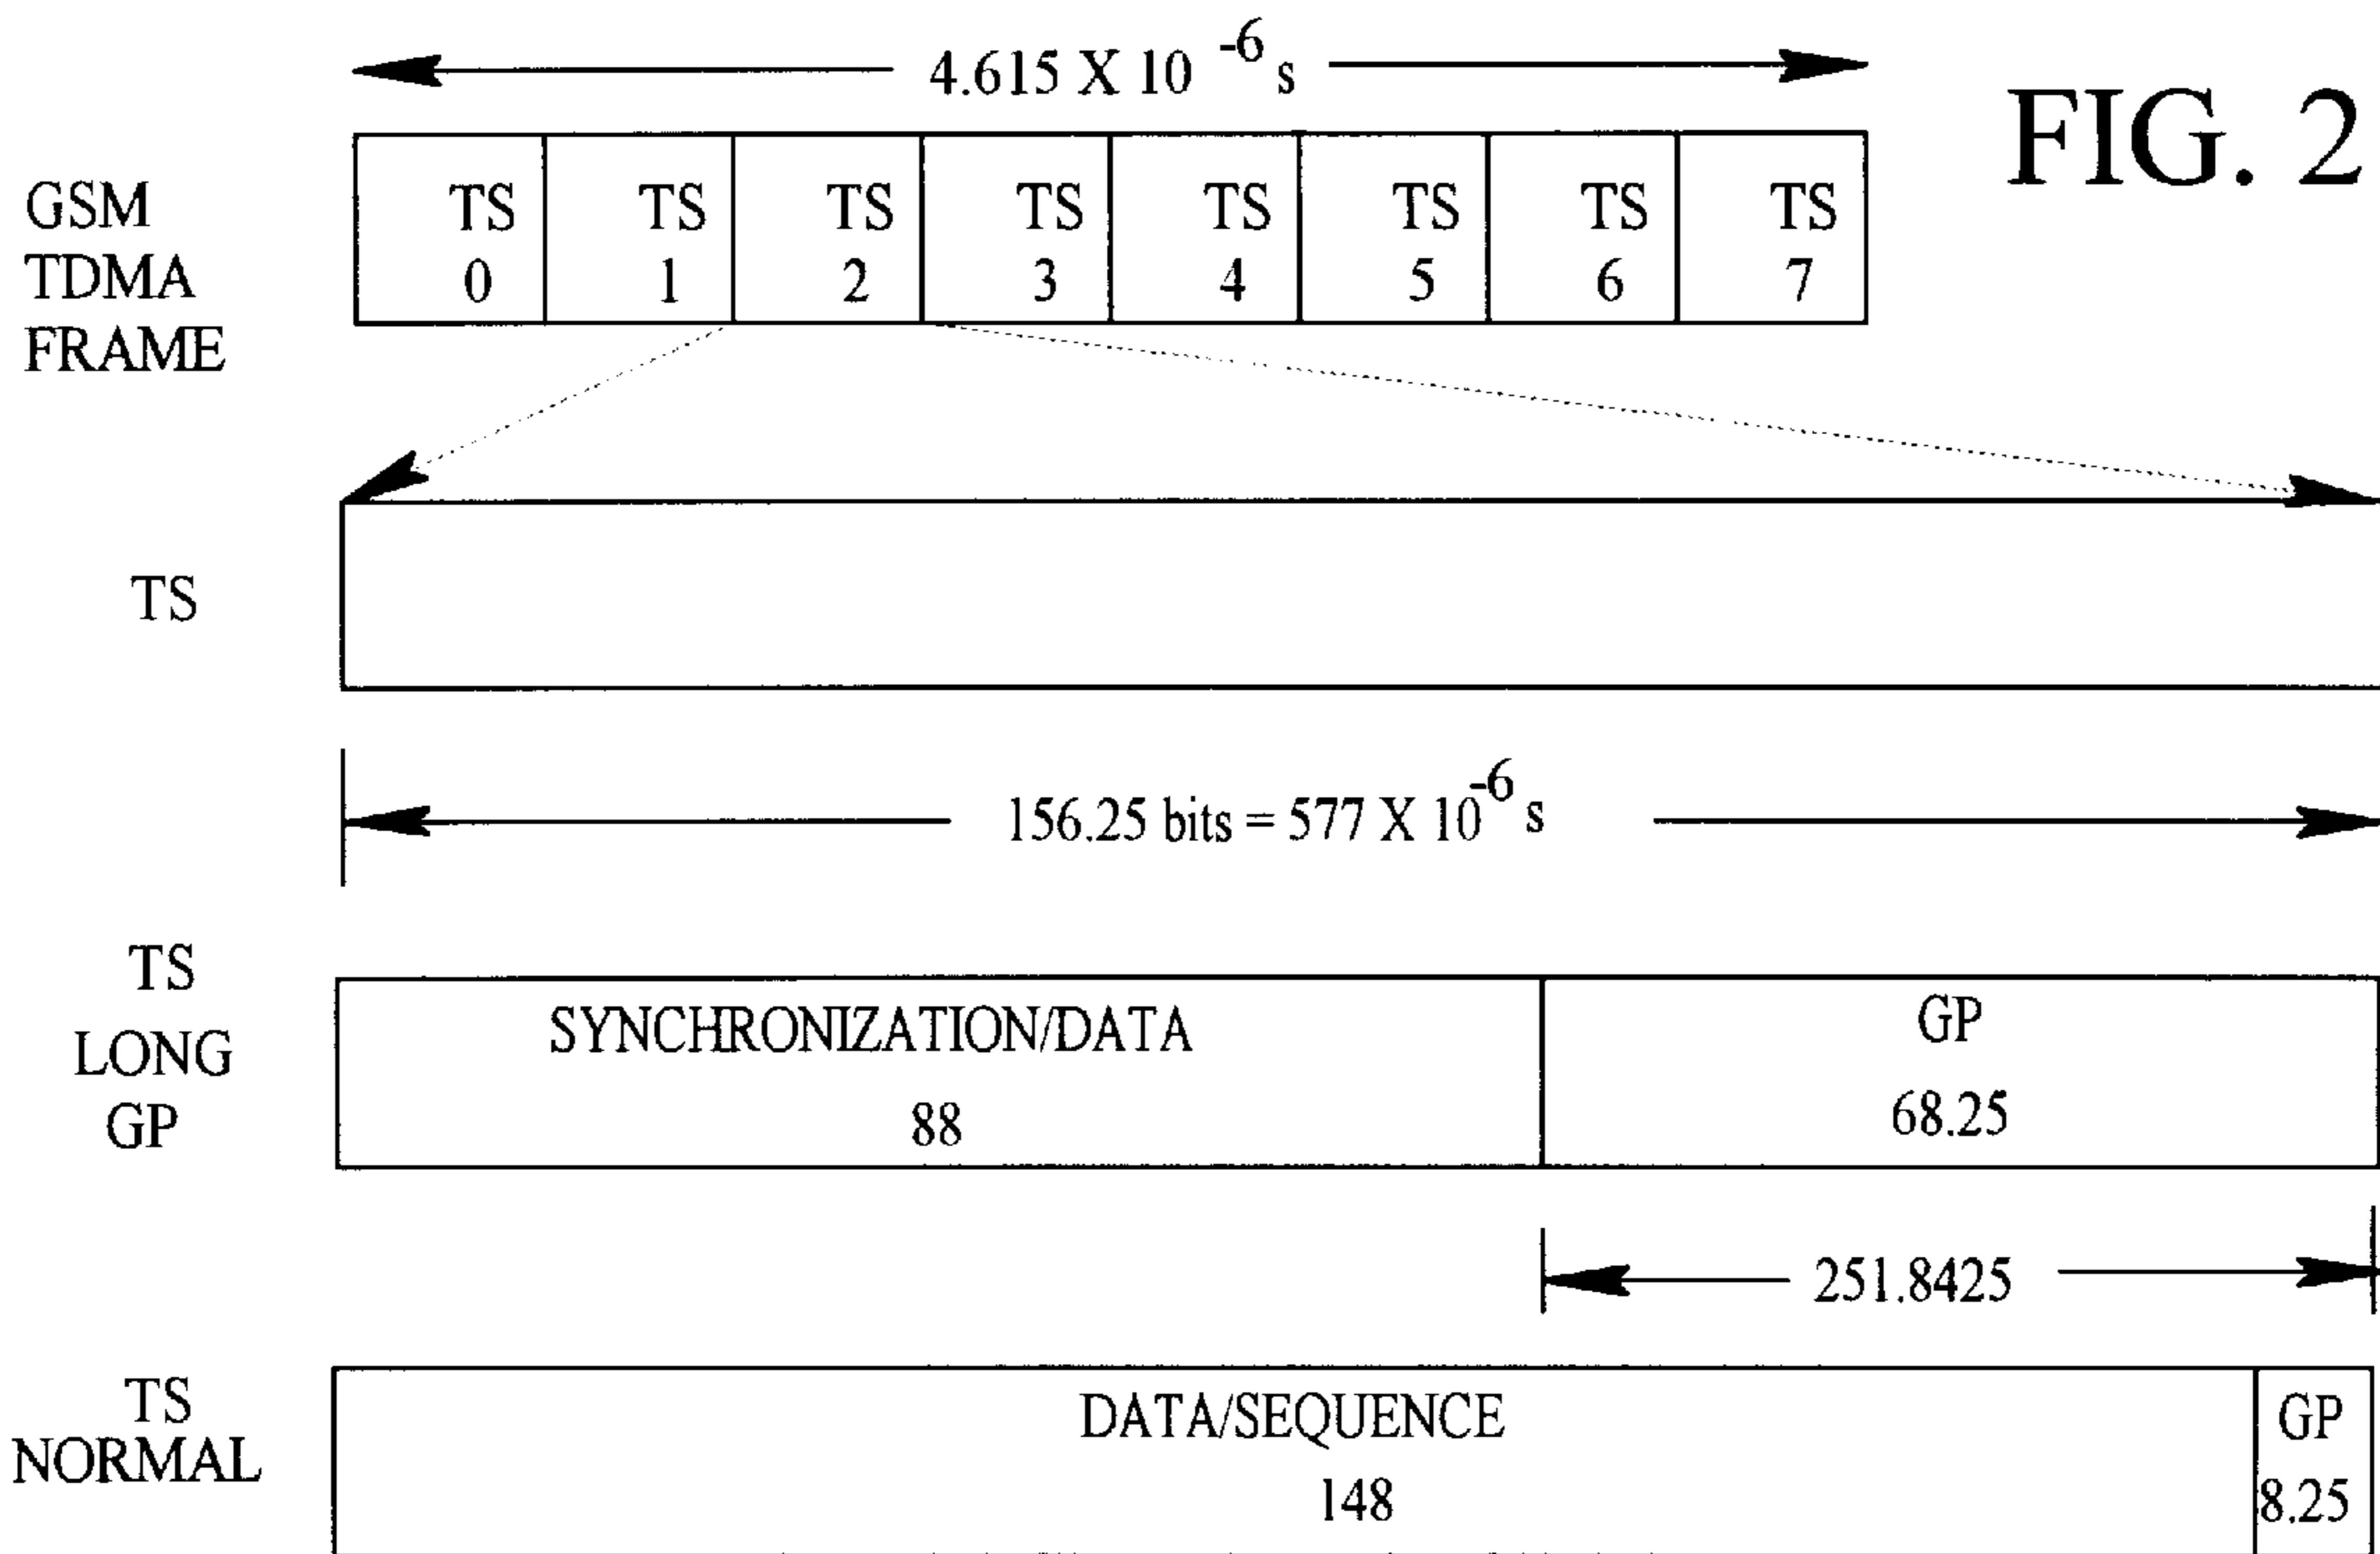 4.615 X 10 -6 s
FIG. 2
GSM
TDMA
FRAME
TS TS TS TS TS TS TS TS
0 1 2 3 4 5 6 7
TS
156.25 bits = 577 X 10 -6 s
TS
LONG
GP
SYNCHRONIZATION/DATA
88
GP
68.25
251.8425
TS
NORMAL
DATA/SEQUENCE
148
GP
8.25